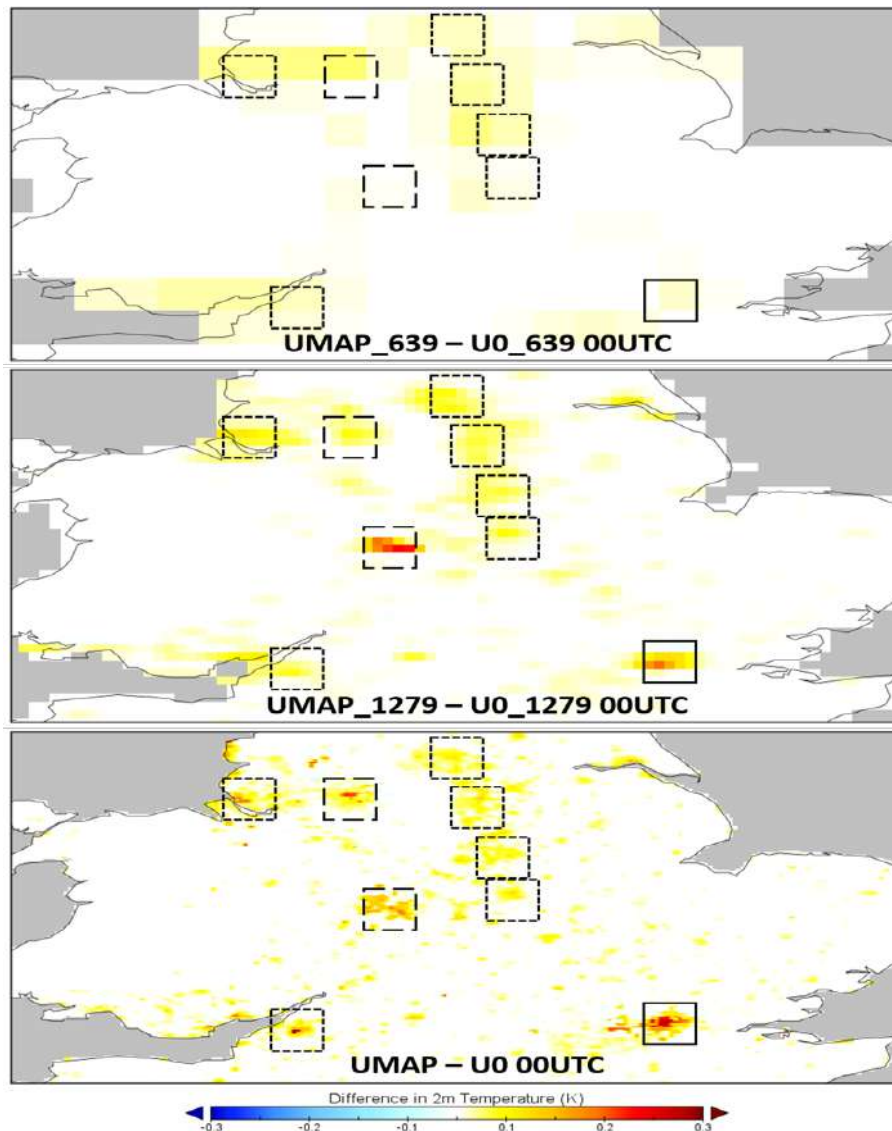 UMAP_639 – U0_639 00UTC
UMAP_1279 – U0_1279 00UTC
UMAP – U0 00UTC
Difference in 2m Temperature (K)
-0.3 -0.2 -0.1 0.1 0.2 0.3